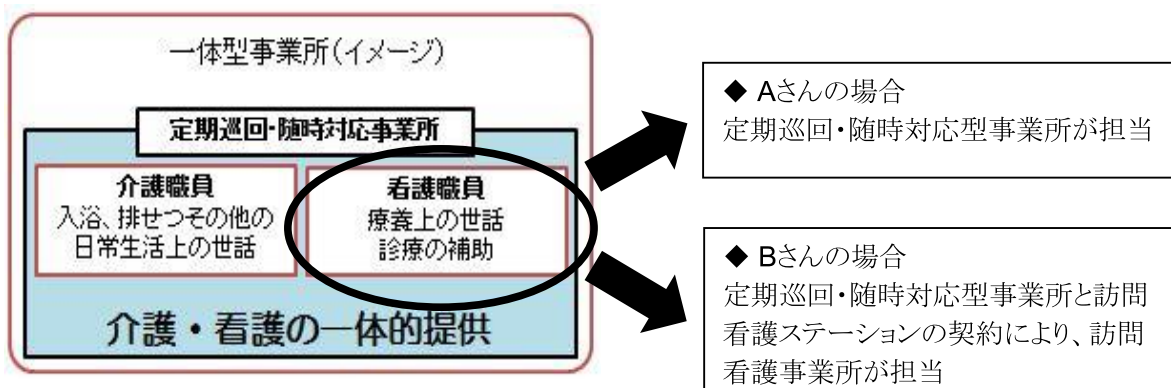 一体型事業所(イメージ)
定期巡回・随時対応事業所
介護職員
入浴、排せつその他の
日常生活上の世話
看護職員
療養上の世話
診療の補助
介護・看護の一体的提供
◆ Aさんの場合
定期巡回・随時対応型事業所が担当
◆ Bさんの場合
定期巡回・随時対応型事業所と訪問
看護ステーションの契約により、訪問
看護事業所が担当